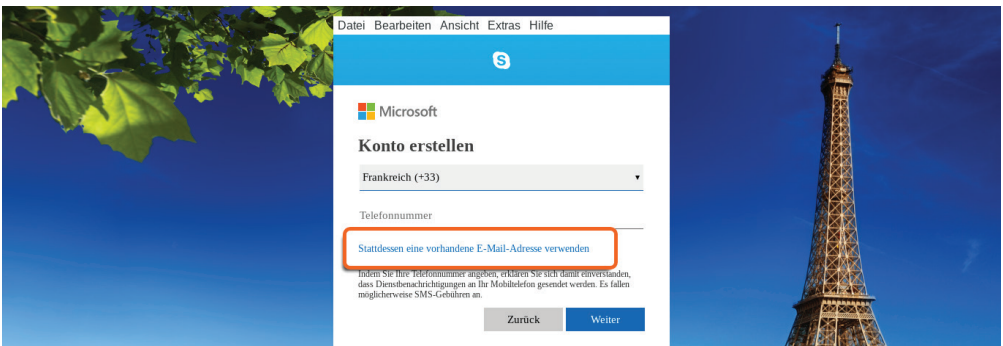 Datei Bearbeiten Ansicht Extras Hilfe
Microsoft
Konto erstellen
Frankreich (+33)
Telefonnummer
Stattdessen eine vorhandene E-Mail-Adresse verwenden
Indem Sie Ihre Telefonnummer angeben, erklären Sie sich damit einverstanden,
dass Dienstbenachrichtigungen an Ihr Mobiltelefon gesendet werden. Es fallen
möglicherweise SMS-Gebühren an.
Zurück Weiter